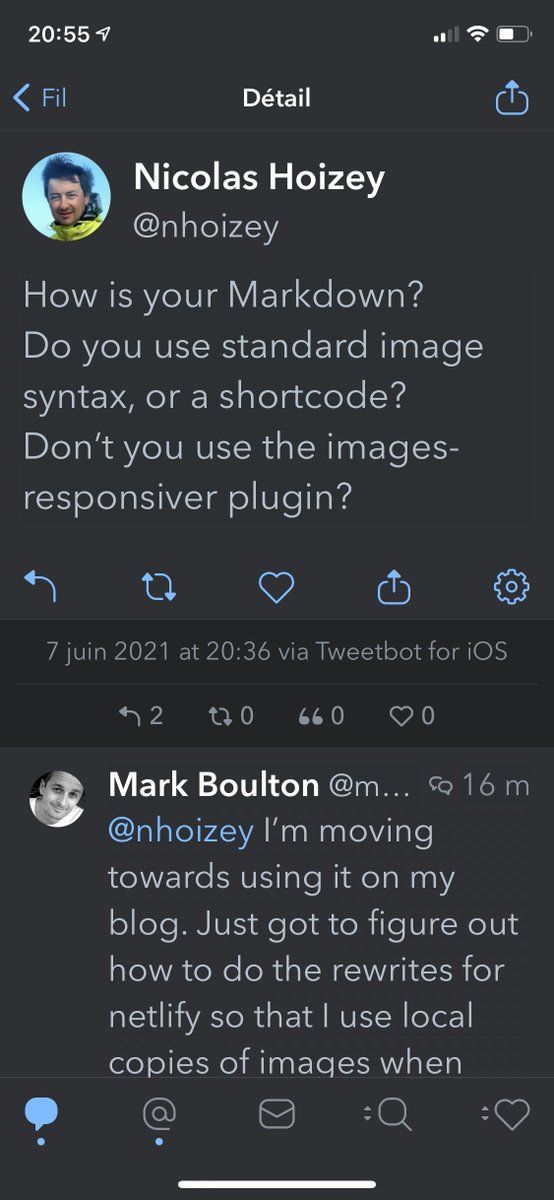 20:55
Fil
Détail
Nicolas Hoizey
@nhoizey
How is your Markdown?
Do you use standard image
syntax, or a shortcode?
Don’t you use the images-
responsiver plugin?
7 juin 2021 at 20:36 via Tweetbot for iOS
2 0 0 0
Mark Boulton @m... 16 m
@nhoizey I’m moving
towards using it on my
blog. Just got to figure out
how to do the rewrites for
netlify so that I use local
copies of images when